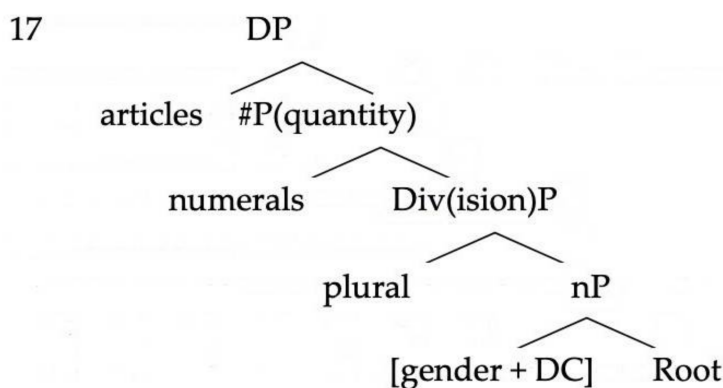 17 DP
articles #P(quantity)
numerals Div(ision)P
plural nP
[gender + DC] Root